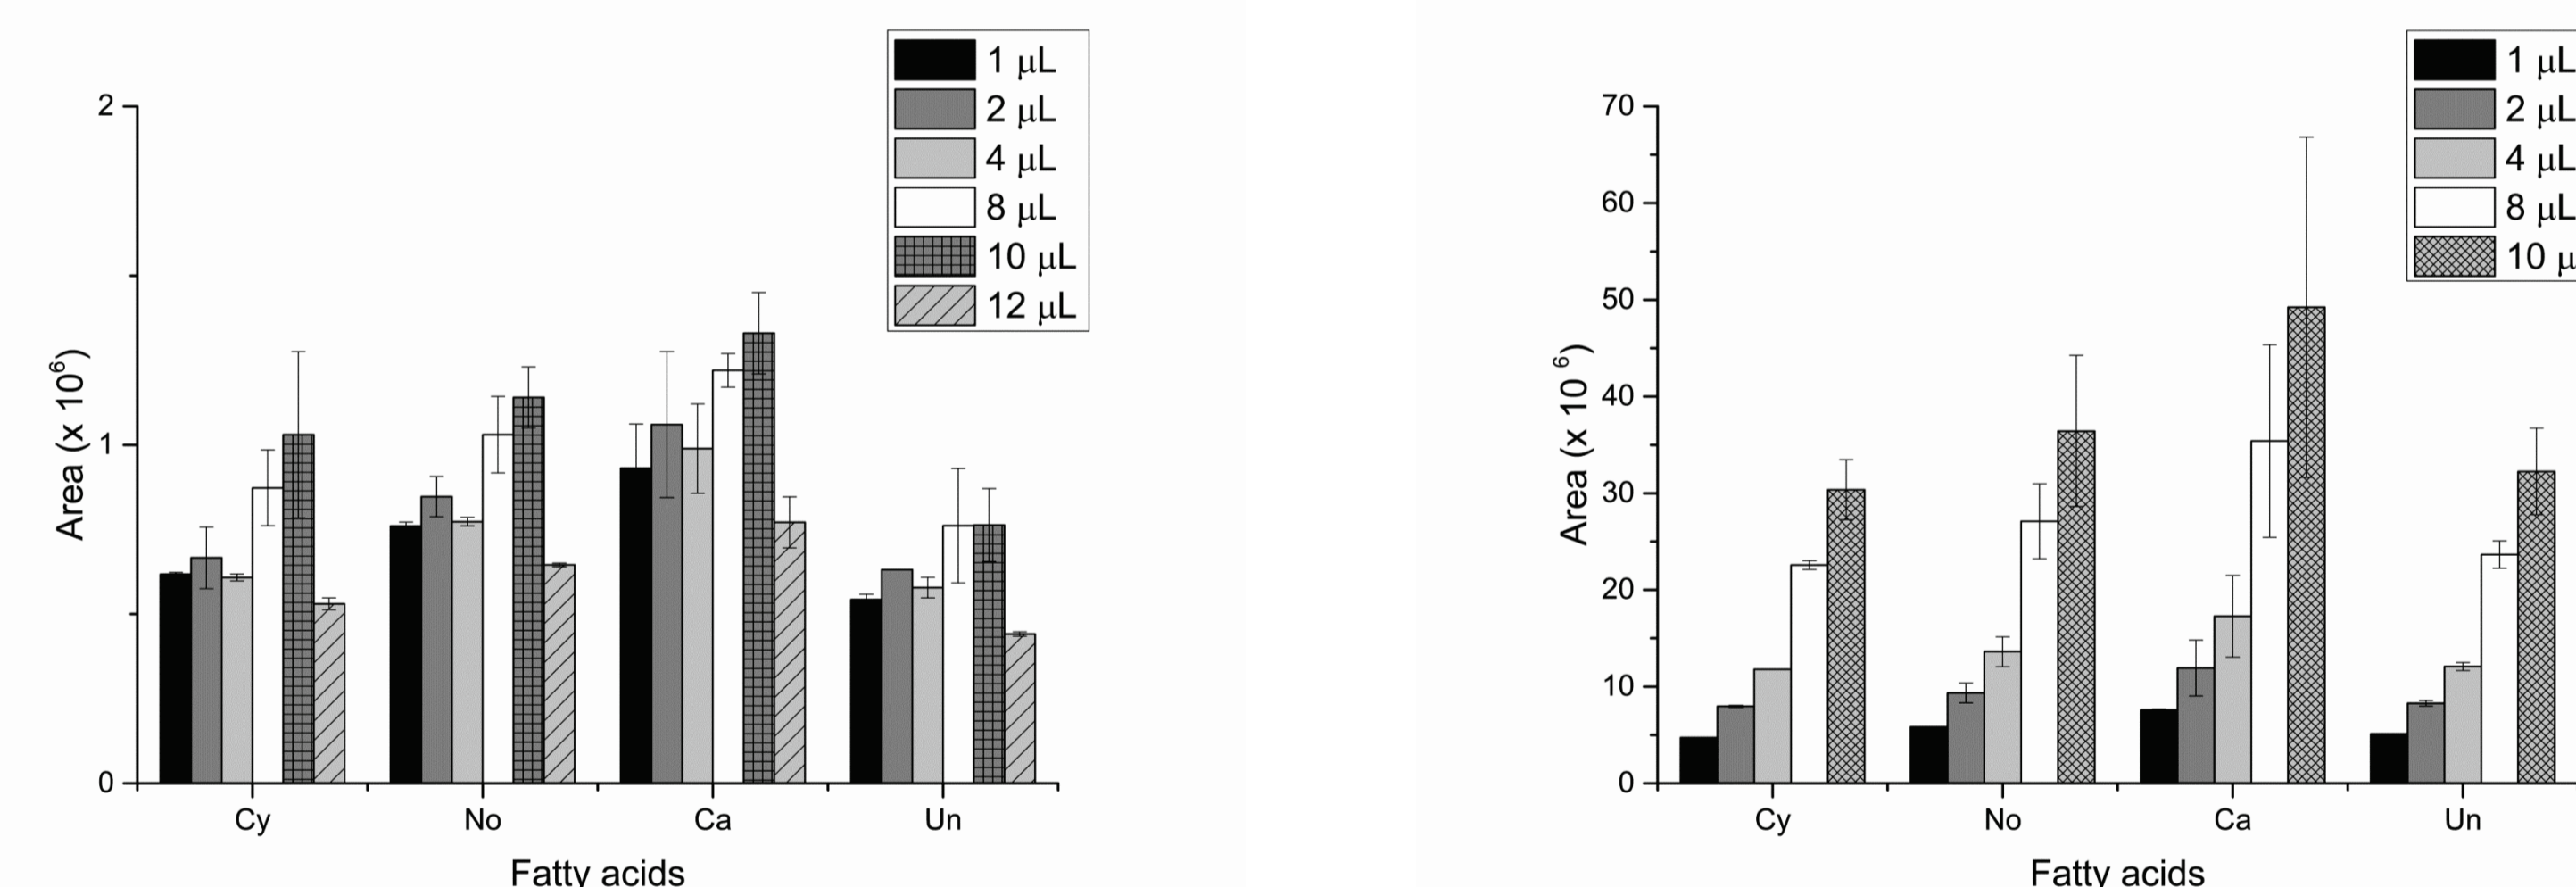 1 μL
2 μL
4 μL
8 μL
10 μL
12 μL
2
1
0
Area (x 10⁶)
Cy No Ca Un
Fatty acids
1 μL
2 μL
4 μL
8 μL
10 μ
70
60
50
40
30
20
10
0
Area (x 10 ⁶)
Cy No Ca Un
Fatty acids